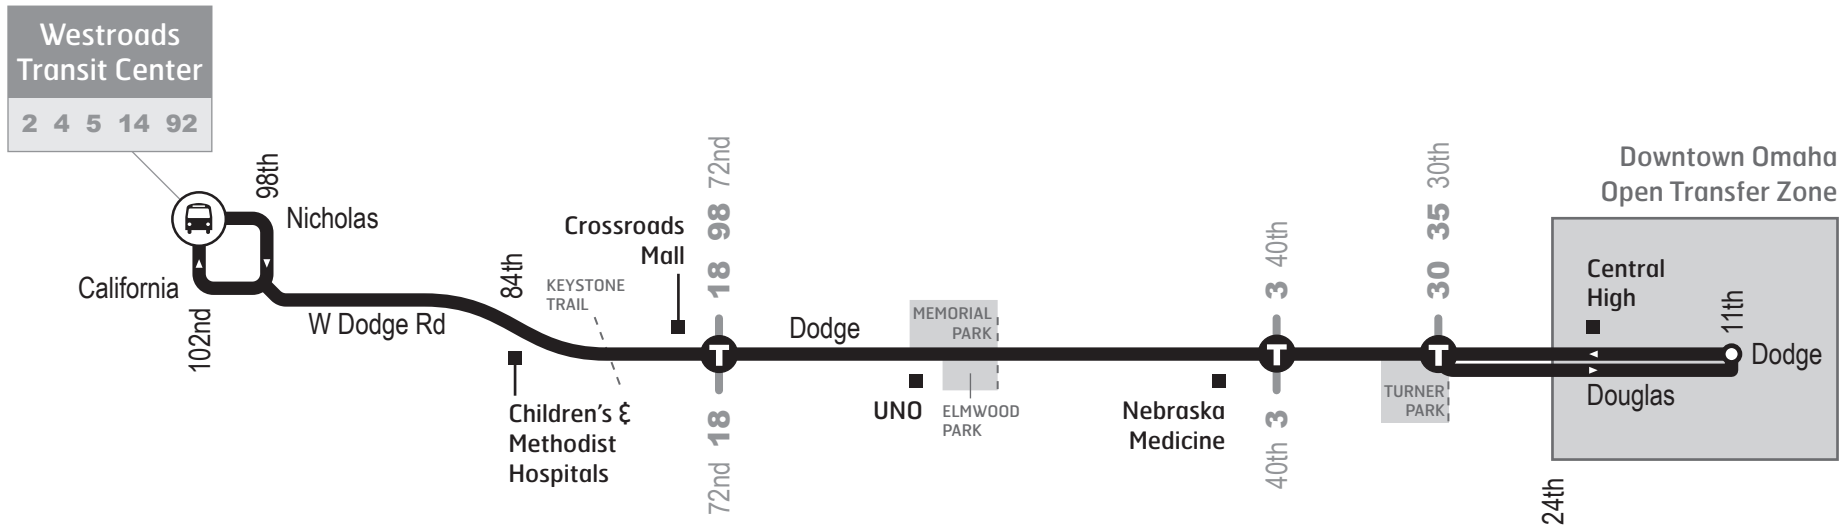 Westroads
Transit Center
2 4 5 14 92
98th
Nicholas
California
102nd
W Dodge Rd
84th
KEYSTONE
TRAIL
Children's &
Methodist
Hospitals
Crossroads
Mall
18 98 72nd
T
72nd 18
Dodge
MEMORIAL
PARK
UNO
ELMWOOD
PARK
Nebraska
Medicine
3 40th
T
40th 3
30 35 30th
T
TURNER
PARK
Downtown Omaha
Open Transfer Zone
Central
High
11th
Dodge
Douglas
24th